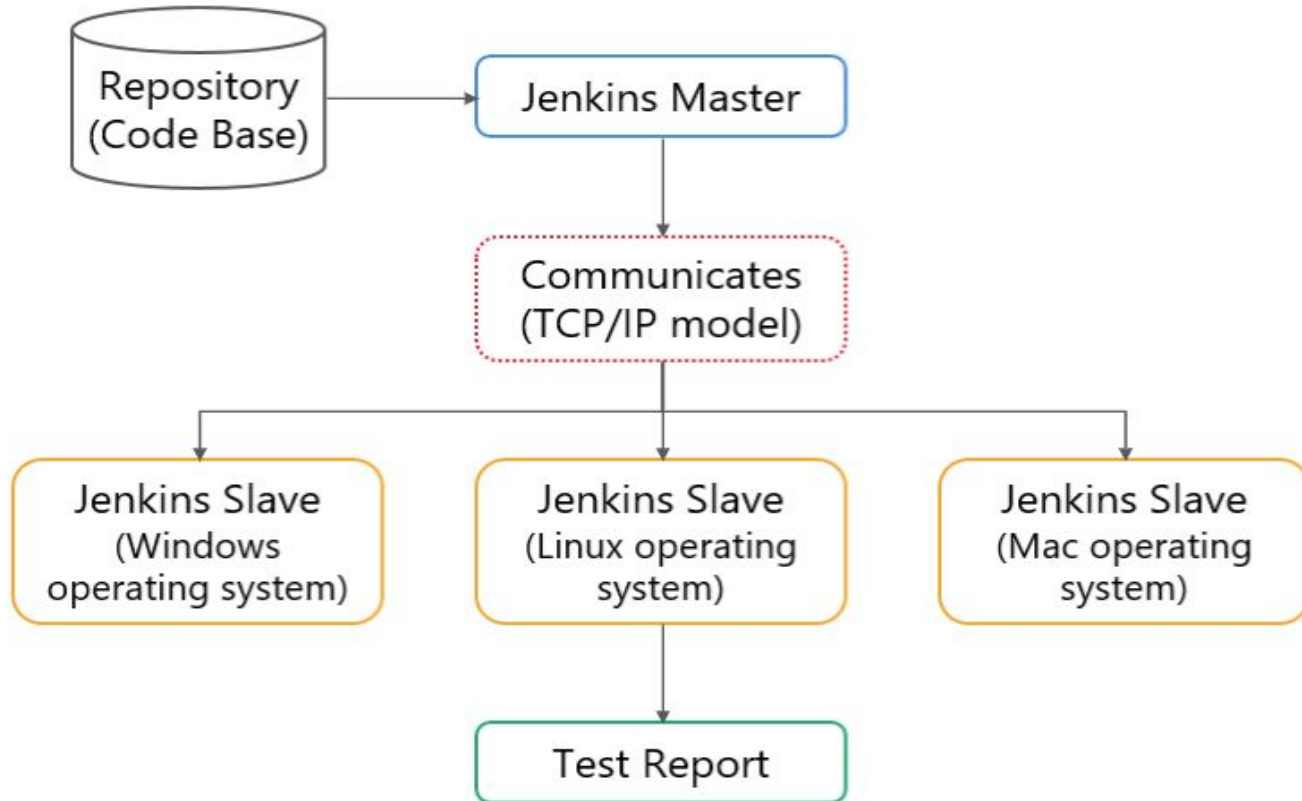 Repository
(Code Base)
Jenkins Master
Communicates
(TCP/IP model)
Jenkins Slave
(Windows
operating system)
Jenkins Slave
(Linux operating
system)
Jenkins Slave
(Mac operating
system)
Test Report